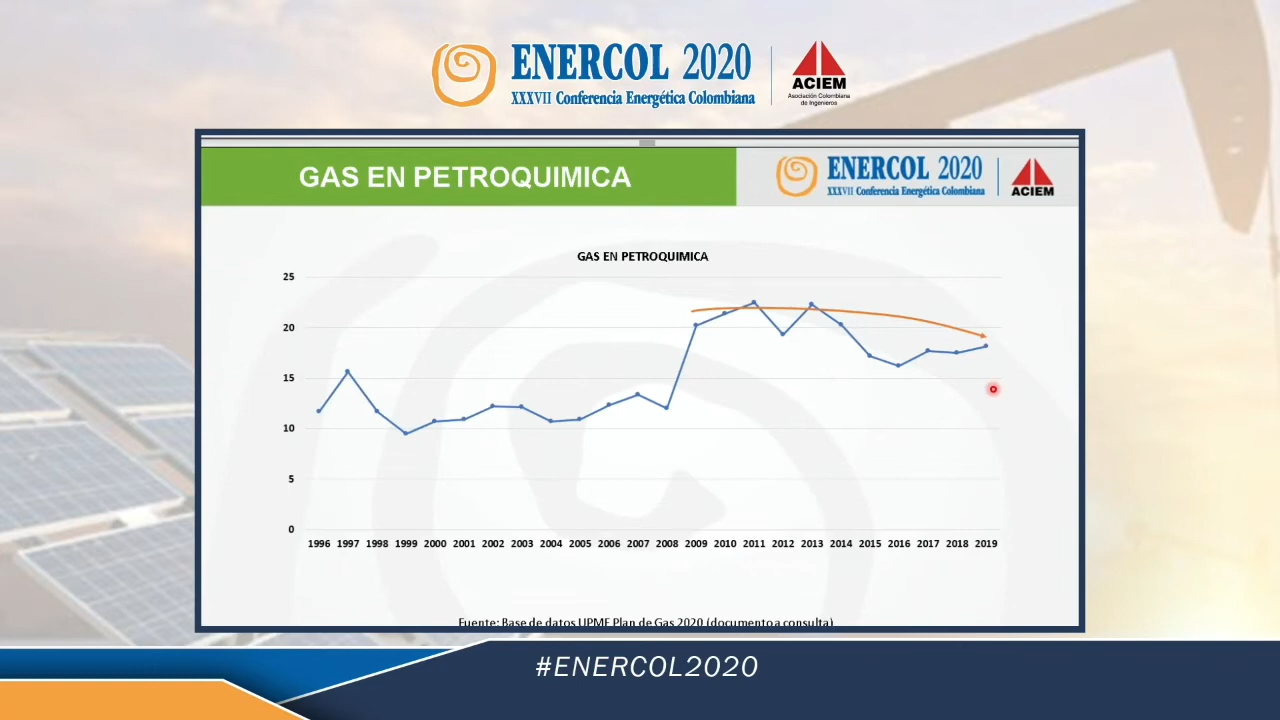 ENERCOL 2020
XXXVII Conferencia Energética Colombiana
ACIEM
Asociación Colombiana
de Ingenieros
GAS EN PETROQUIMICA
ENERCOL 2020
XXXVII Conferencia Energética Colombiana
ACIEM
GAS EN PETROQUIMICA
25
20
15
10
5
0
1996 1997 1998 1999 2000 2001 2002 2003 2004 2005 2006 2007 2008 2009 2010 2011 2012 2013 2014 2015 2016 2017 2018 2019
Fuente: Base de datos UPME Plan de Gas 2020 (documento a consulta)
#ENERCOL2020